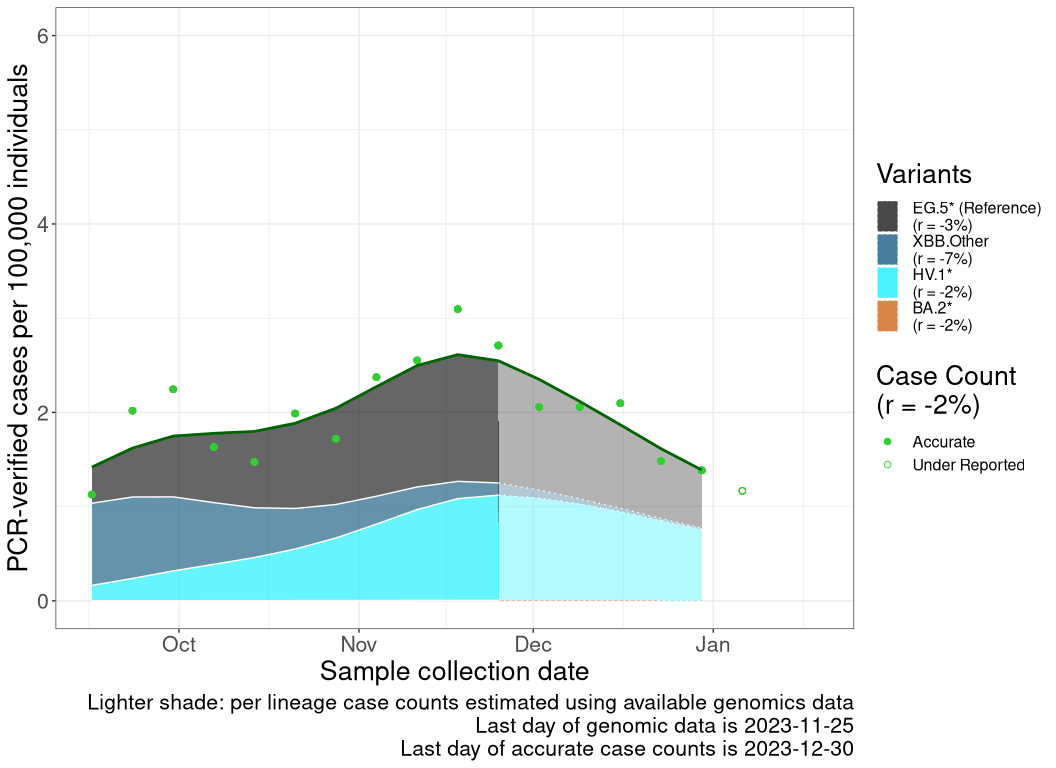 PCR-verified cases per 100,000 individuals
6
4
2
0
Oct Nov Dec Jan
Sample collection date
Lighter shade: per lineage case counts estimated using available genomics data
Last day of genomic data is 2023-11-25
Last day of accurate case counts is 2023-12-30
Variants
EG.5* (Reference)
(r = -3%)
XBB.Other
(r = -7%)
HV.1*
(r = -2%)
BA.2*
(r = -2%)
Case Count
(r = -2%)
Accurate
Under Reported